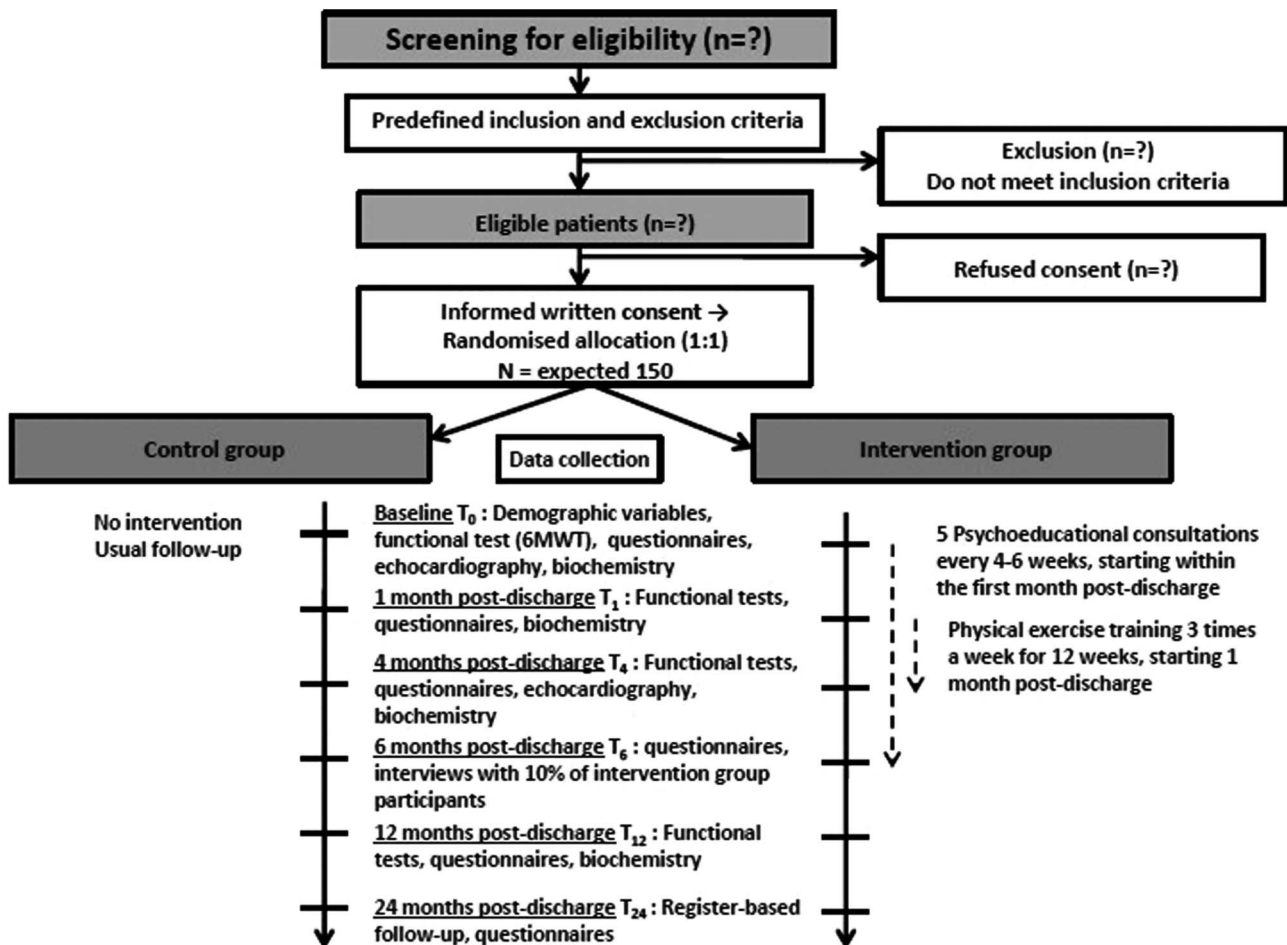 Screening for eligibility (n=?)
Predefined inclusion and exclusion criteria
Exclusion (n=?)
Do not meet inclusion criteria
Eligible patients (n=?)
Refused consent (n=?)
Informed written consent →
Randomised allocation (1:1)
N = expected 150
Control group
Data collection
Intervention group
No intervention
Usual follow-up
Baseline T0 : Demographic variables,
functional test (6MWT), questionnaires,
echocardiography, biochemistry
1 month post-discharge T1 : Functional tests,
questionnaires, biochemistry
4 months post-discharge T4 : Functional tests,
questionnaires, echocardiography,
biochemistry
6 months post-discharge T6 : questionnaires,
interviews with 10% of intervention group
participants
12 months post-discharge T12 : Functional
tests, questionnaires, biochemistry
24 months post-discharge T24 : Register-based
follow-up, questionnaires
5 Psychoeducational consultations
every 4-6 weeks, starting within
the first month post-discharge
Physical exercise training 3 times
a week for 12 weeks, starting 1
month post-discharge